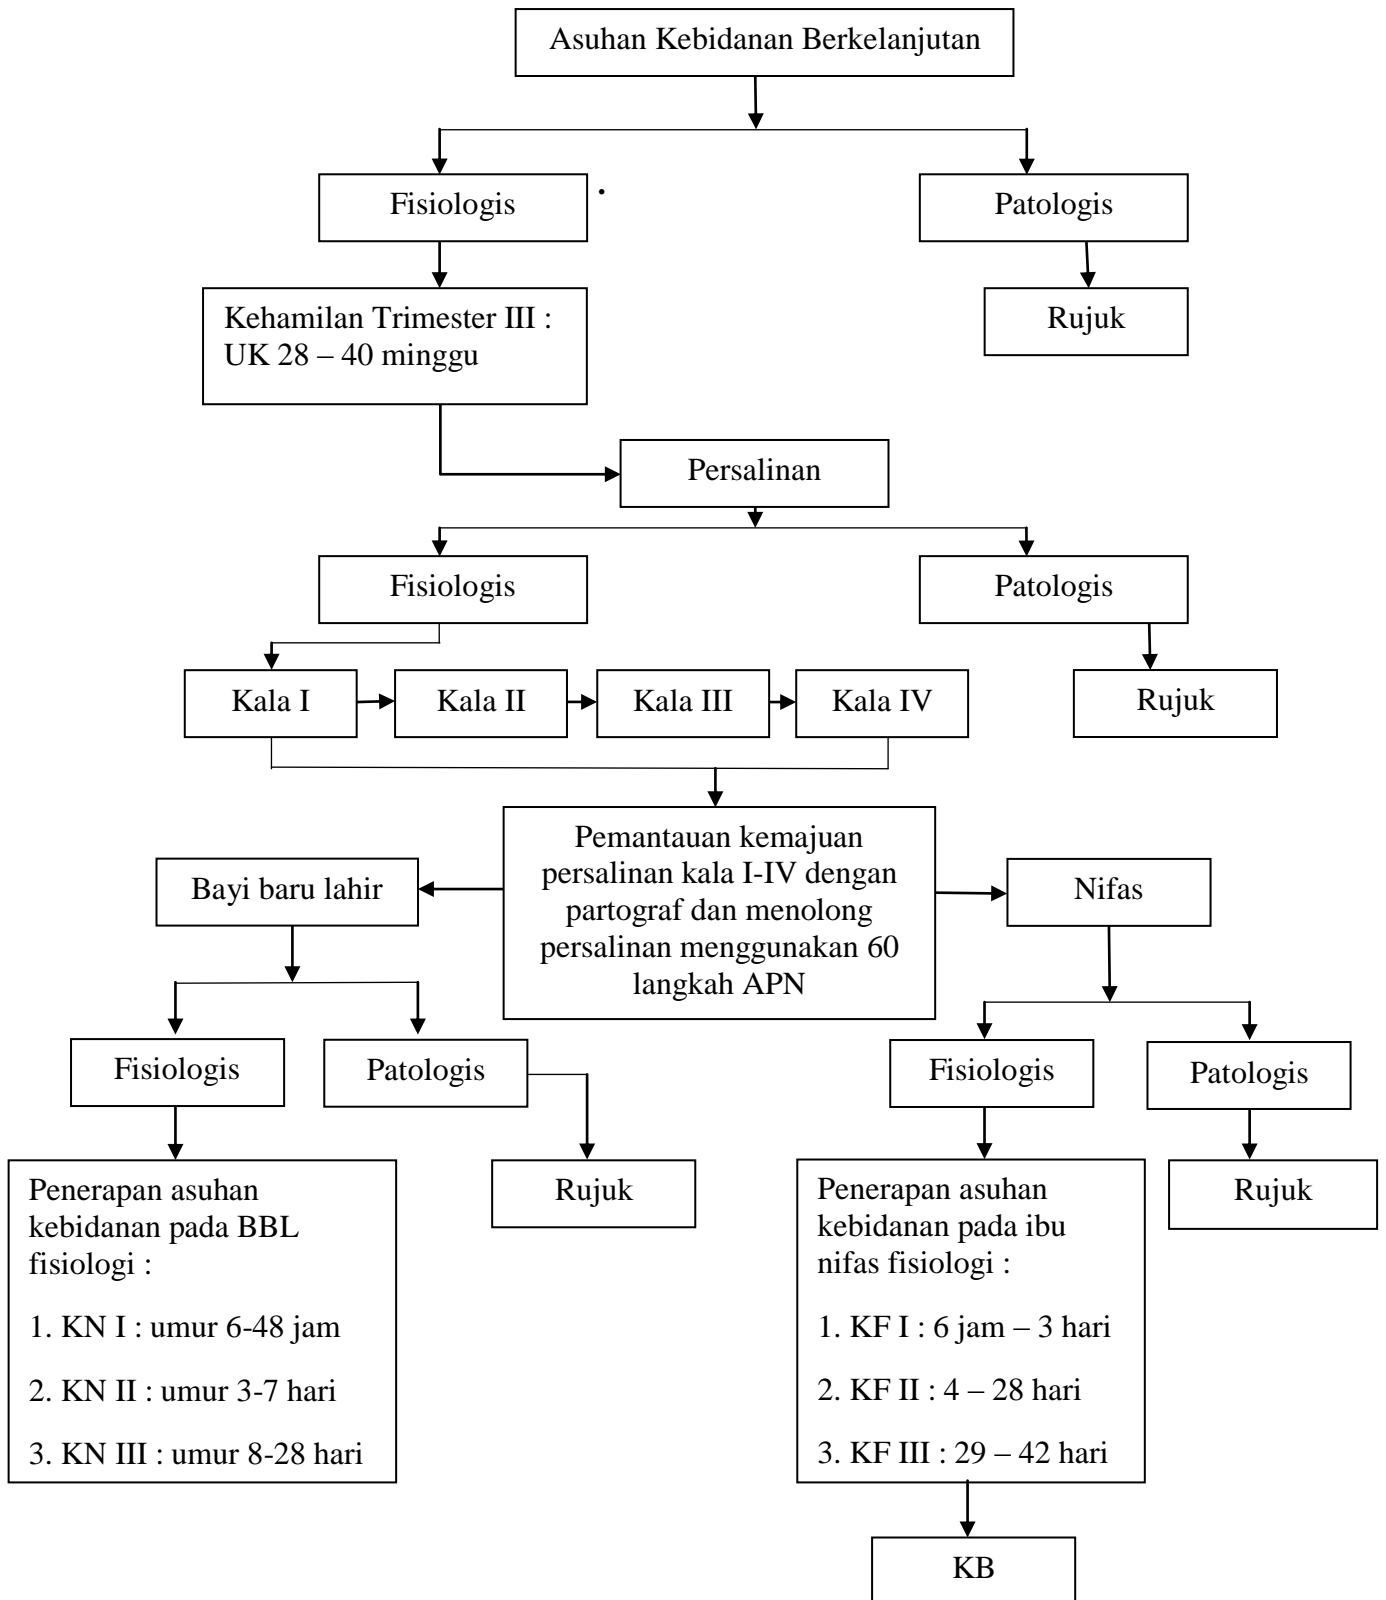 Asuhan Kebidanan Berkelanjutan
Fisiologis
.
Patologis
Kehamilan Trimester III :
UK 28 – 40 minggu
Rujuk
Persalinan
Fisiologis
Patologis
Kala I
Kala II
Kala III
Kala IV
Rujuk
Pemantauan kemajuan
persalinan kala I-IV dengan
partograf dan menolong
persalinan menggunakan 60
langkah APN
Bayi baru lahir
Nifas
Fisiologis
Patologis
Fisiologis
Patologis
Penerapan asuhan
kebidanan pada BBL
fisiologi :
1. KN I : umur 6-48 jam
2. KN II : umur 3-7 hari
3. KN III : umur 8-28 hari
Rujuk
Penerapan asuhan
kebidanan pada ibu
nifas fisiologi :
1. KF I : 6 jam – 3 hari
2. KF II : 4 – 28 hari
3. KF III : 29 – 42 hari
Rujuk
KB